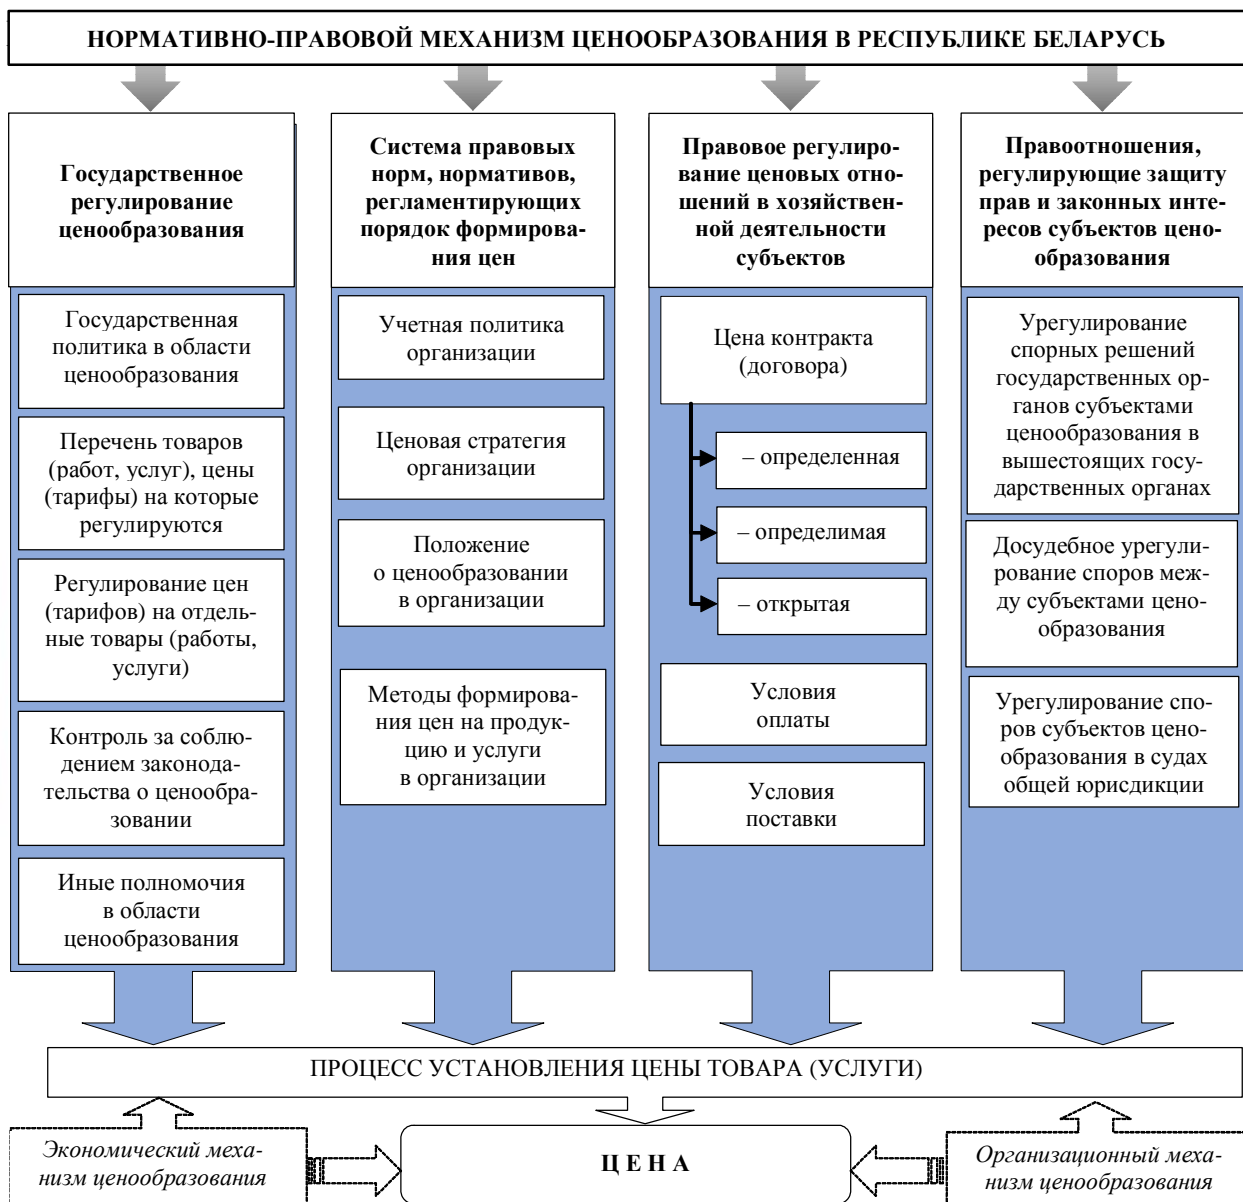 НОРМАТИВНО-ПРАВОВОЙ МЕХАНИЗМ ЦЕНООБРАЗОВАНИЯ В РЕСПУБЛИКЕ БЕЛАРУСЬ
Государственное
регулирование
ценообразования
Государственная
политика в области
ценообразования
Перечень товаров
(работ, услуг), цены
(тарифы) на которые
регулируются
Регулирование цен
(тарифов) на отдель-
ные товары (работы,
услуги)
Контроль за соблю-
дением законода-
тельства о ценообра-
зовании
Иные полномочия
в области
ценообразования
Система правовых
норм, нормативов,
регламентирующих
порядок формирова-
ния цен
Учетная политика
организации
Ценовая стратегия
организации
Положение
о ценообразовании
в организации
Методы формирова-
ния цен на продук-
цию и услуги
в организации
Правовое регулиро-
вание ценовых отно-
шений в хозяйствен-
ной деятельности
субъектов
Цена контракта
(договора)
– определенная
– определимая
– открытая
Условия
оплаты
Условия
поставки
Правоотношения,
регулирующие защиту
прав и законных инте-
ресов субъектов цено-
образования
Урегулирование
спорных решений
государственных ор-
ганов субъектами
ценообразования в
вышестоящих госу-
дарственных органах
Досудебное урегули-
рование споров меж-
ду субъектами цено-
образования
Урегулирование спо-
ров субъектов цено-
образования в судах
общей юрисдикции
ПРОЦЕСС УСТАНОВЛЕНИЯ ЦЕНЫ ТОВАРА (УСЛУГИ)
Экономический меха-
низм ценообразования
Ц Е Н А
Организационный меха-
низм ценообразования